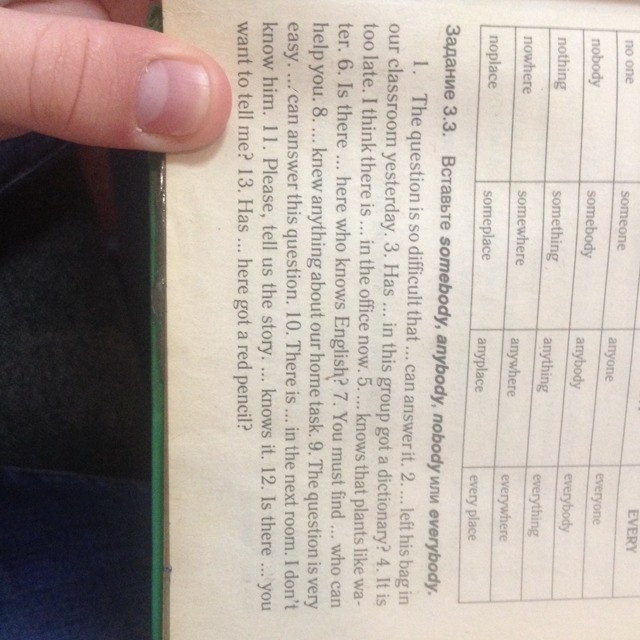 EVERY
no one someone anyone everyone
nobody somebody anybody everybody
nothing something anything everything
nowhere somewhere anywhere everywhere
noplace someplace anyplace every place
Задание 3.3. Вставьте somebody, anybody, nobody или everybody.
1. The question is so difficult that ... can answer it. 2. ... left his bag in
our classroom yesterday. 3. Has ... in this group got a dictionary? 4. It is
too late. I think there is ... in the office now. 5. ... knows that plants like wa-
ter. 6. Is there ... here who knows English? 7. You must find ... who can
help you. 8. ... knew anything about our home task. 9. The question is very
easy. ... can answer this question. 10. There is ... in the next room. I don't
know him. 11. Please, tell us the story. ... knows it. 12. Is there ... you
want to tell me? 13. Has ... here got a red pencil?